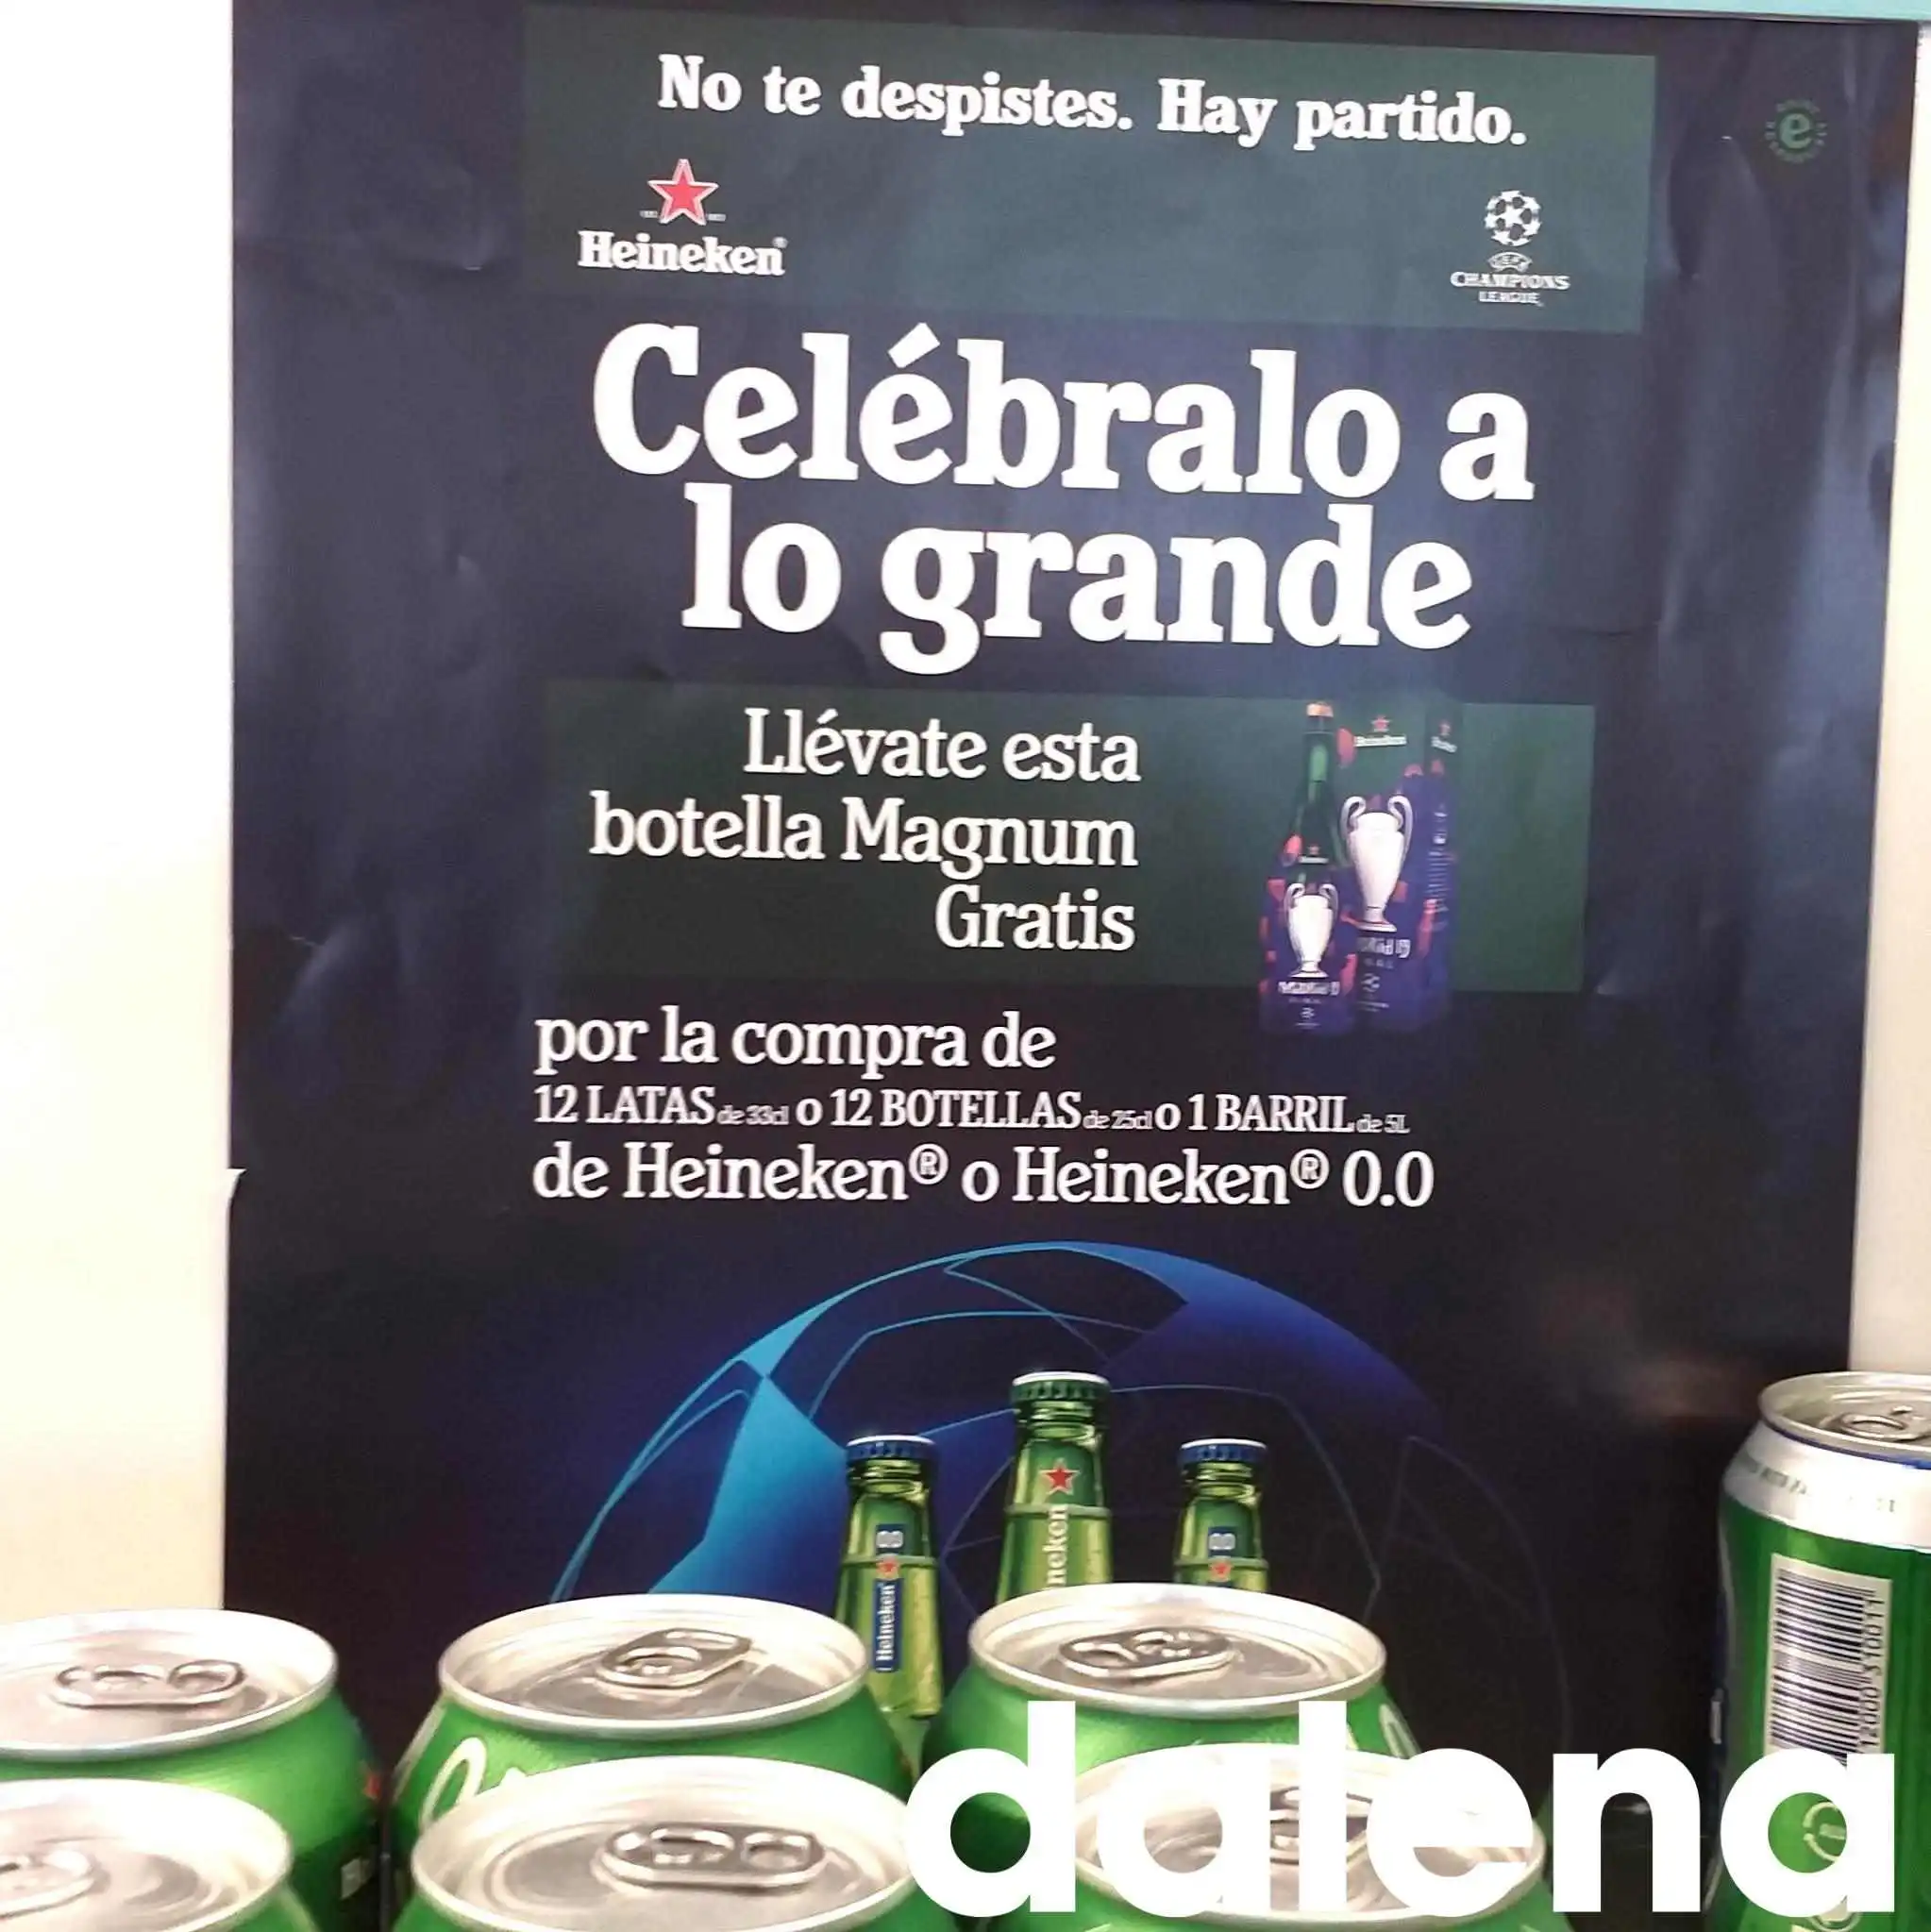 No te despistes. Hay partido.
Heineken®
CHAMPIONS
LEAGUE
Celébralo a
lo grande
Llévate esta
botella Magnum
Gratis
por la compra de
12 LATAS de 33cl o 12 BOTELLAS de 25cl o 1 BARRIL de 5L
de Heineken® o Heineken® 0.0
Heineken
dalena